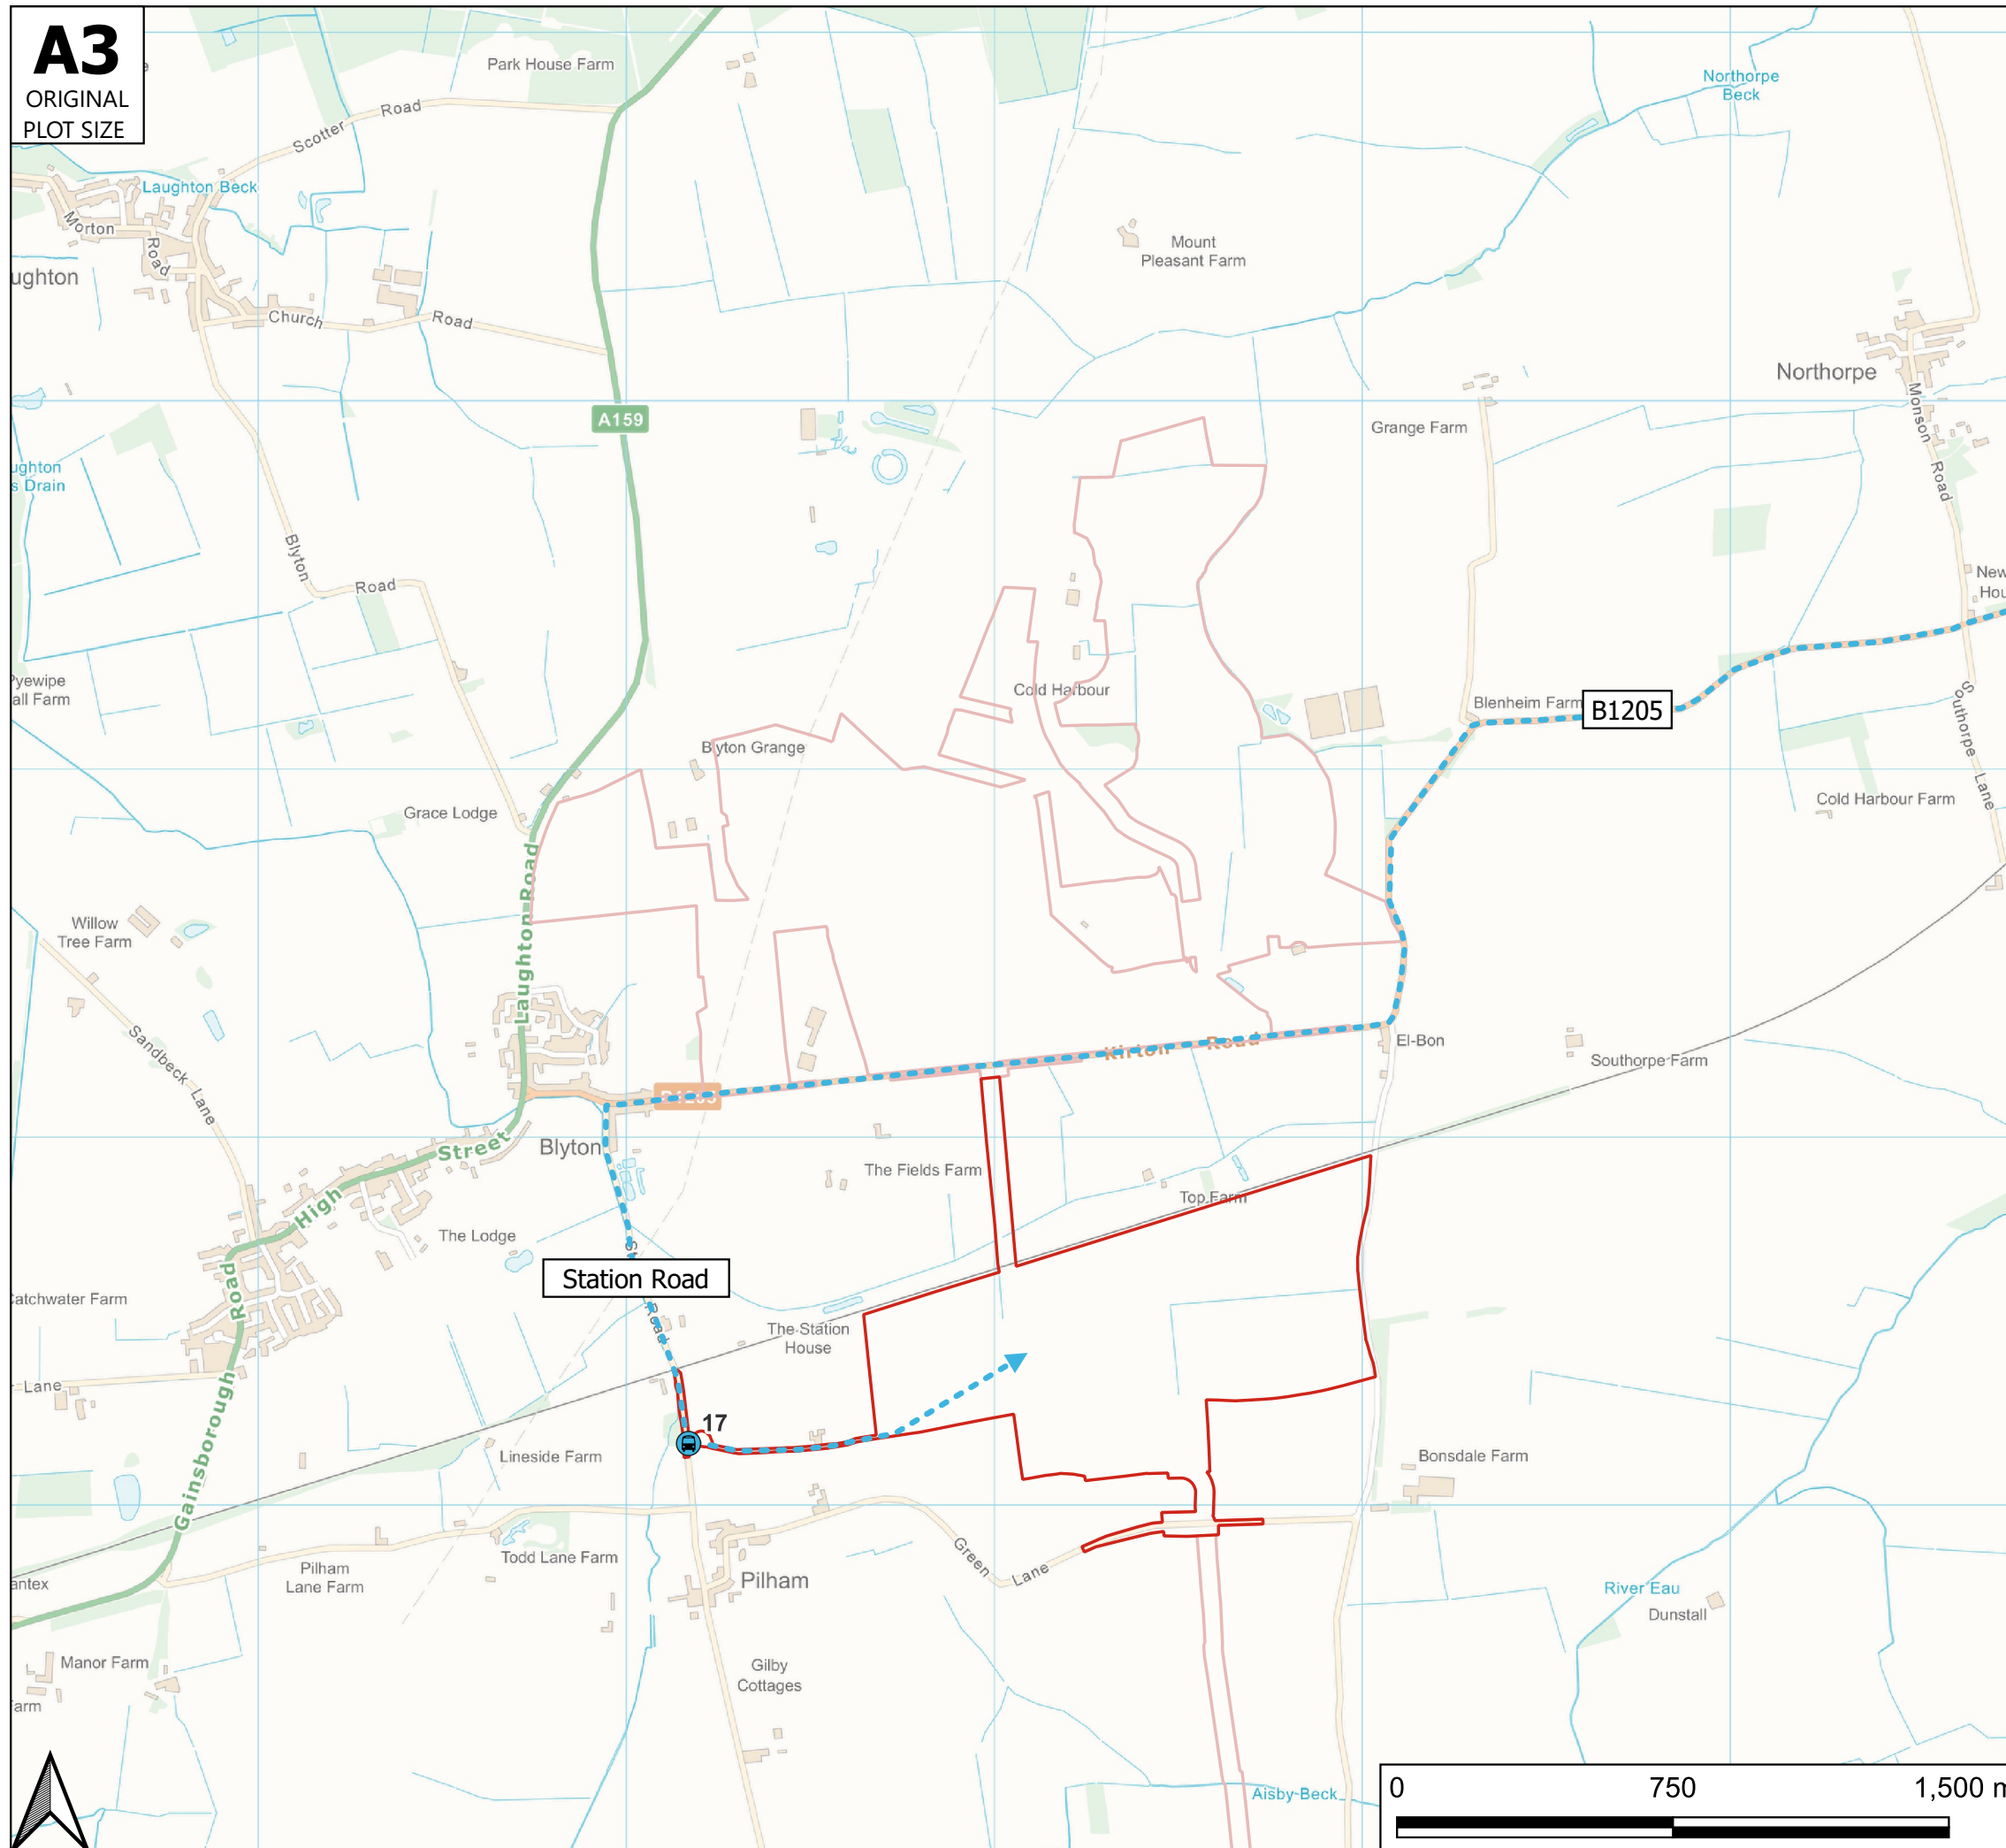 A3
ORIGINAL
PLOT SIZE
Park House Farm
Scotter Road
Northorpe
Beck
Laughton Beck
Morton Road
ughton
Church Road
Mount
Pleasant Farm
Northorpe
Monson Road
A159
Grange Farm
ughton
s Drain
Blyton Road
New
Hou
Pyewipe
all Farm
Cold Harbour
Blenheim Farm
B1205
Southorpe Lane
Blyton Grange
Grace Lodge
Cold Harbour Farm
Laughton Road
Willow
Tree Farm
Sandbeck Lane
Kirton Road
El-Bon
Southorpe Farm
B1205
High Street
Blyton
The Fields Farm
Top Farm
The Lodge
Station Road
Road
atchwater Farm
The Station
House
Lane
Gainsborough Road
17
Lineside Farm
Bonsdale Farm
Todd Lane Farm
Pilham
Lane Farm
Pilham
Green Lane
antex
River Eau
Dunstall
Manor Farm
Gilby
Cottages
arm
Aisby Beck
0 750 1,500 m